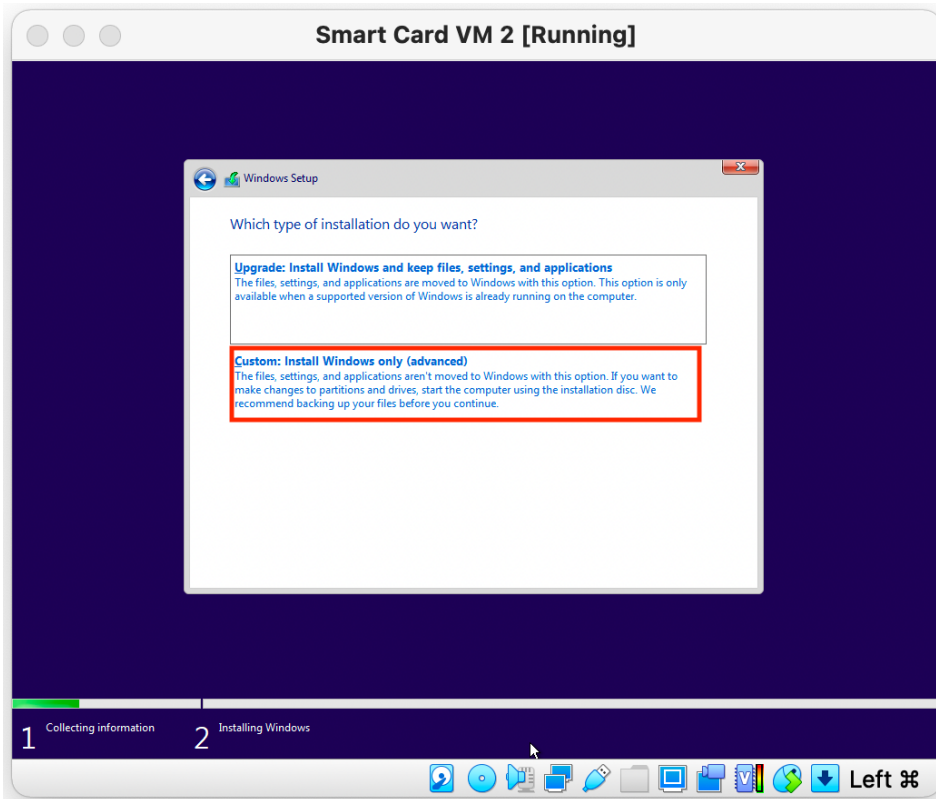 Smart Card VM 2 [Running]
Windows Setup
Which type of installation do you want?
Upgrade: Install Windows and keep files, settings, and applications
The files, settings, and applications are moved to Windows with this option. This option is only
available when a supported version of Windows is already running on the computer.
Custom: Install Windows only (advanced)
The files, settings, and applications aren't moved to Windows with this option. If you want to
make changes to partitions and drives, start the computer using the installation disc. We
recommend backing up your files before you continue.
1 Collecting information 2 Installing Windows
V Left ⌘